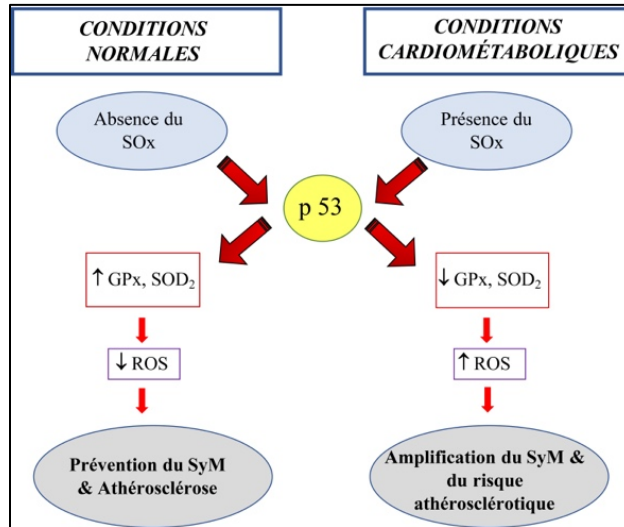 CONDITIONS
NORMALES
CONDITIONS
CARDIOMÉTABOLIQUES
Absence du
SOx
Présence du
SOx
p 53
↑ GPx, SOD₂
↓ GPx, SOD₂
↓ ROS
↑ ROS
Prévention du SyM
& Athérosclérose
Amplification du SyM &
du risque
athérosclérotique